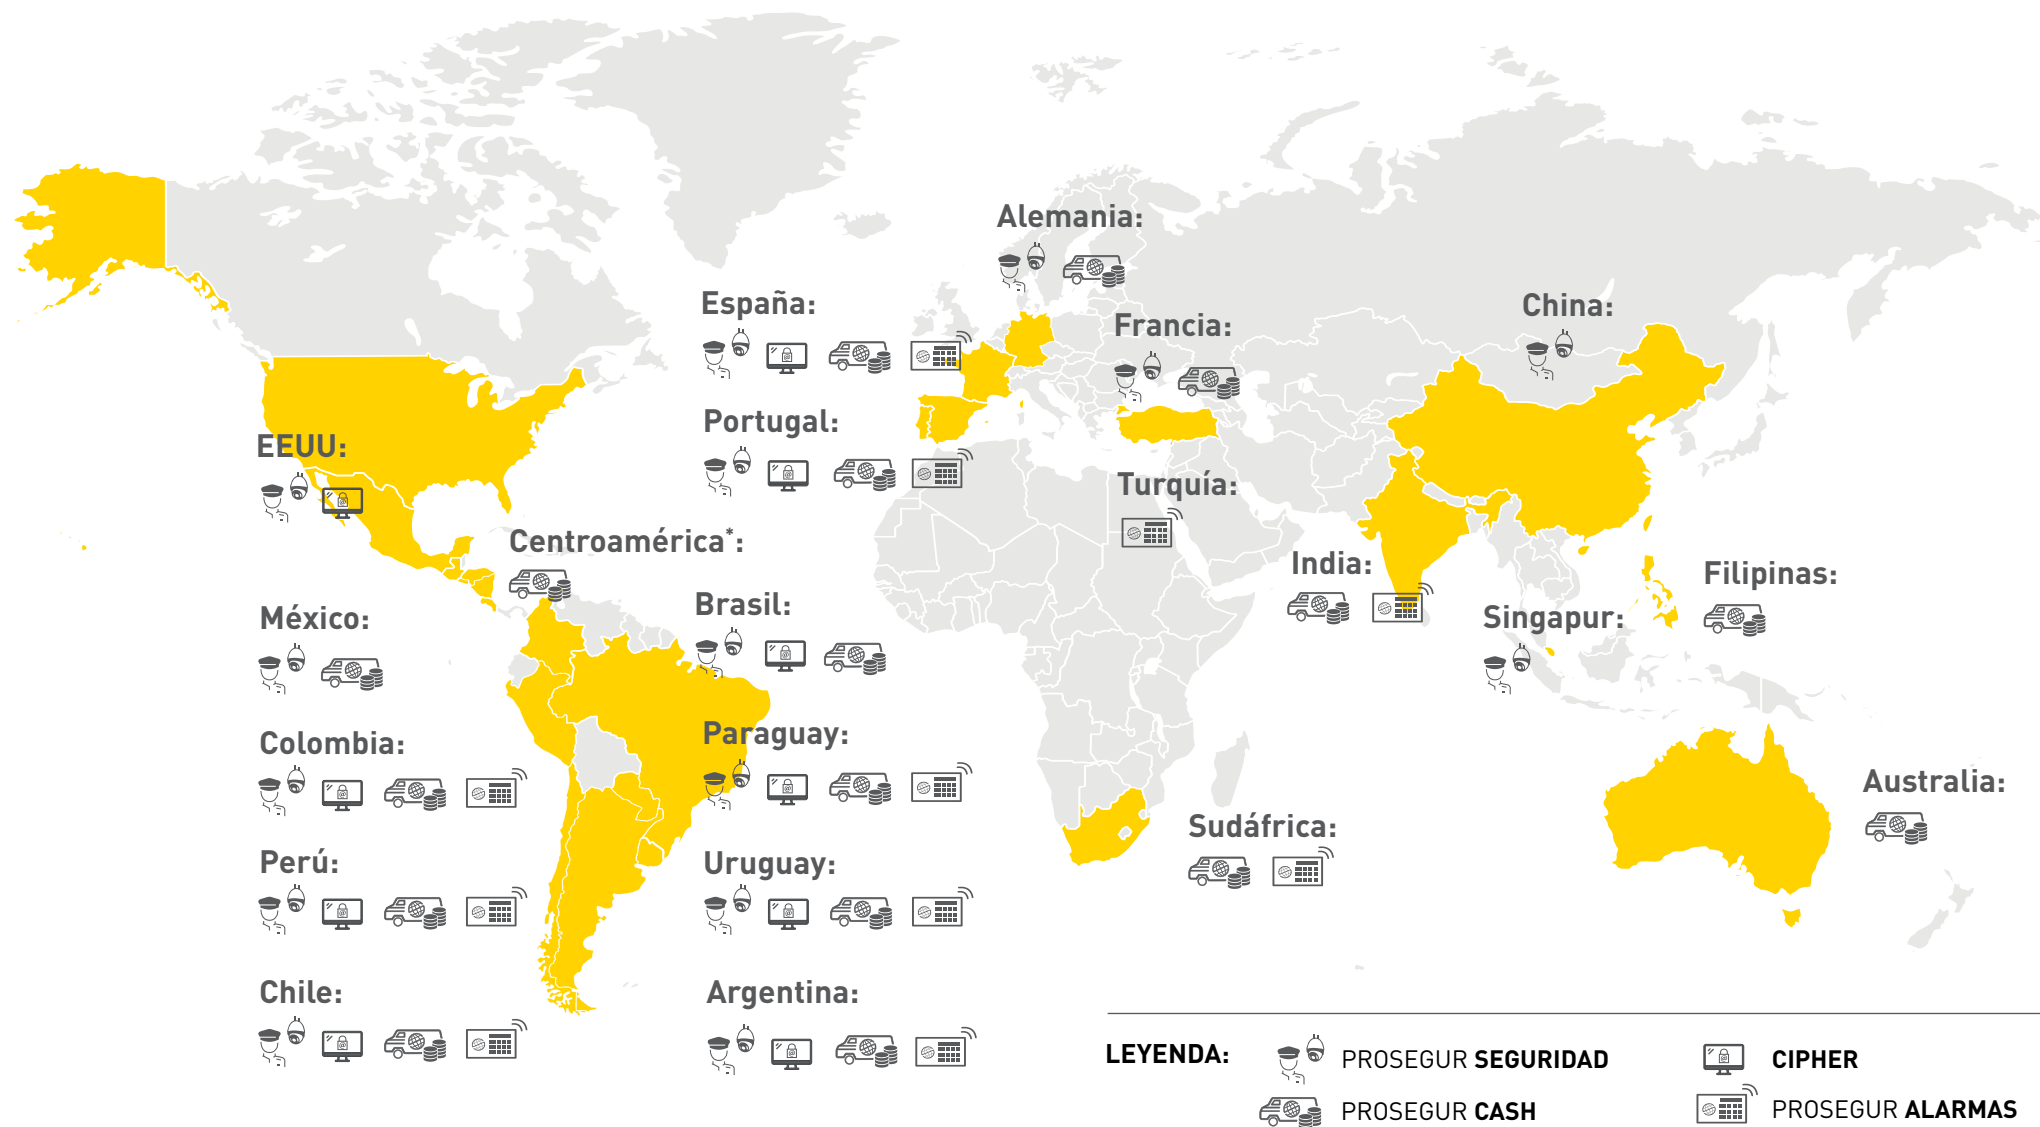 Alemania:
España:
China:
Francia:
Portugal:
EEUU:
Turquía:
Centroamérica*:
India:
Filipinas:
México:
Brasil:
Singapur:
Colombia:
Paraguay:
Australia:
Sudáfrica:
Perú:
Uruguay:
Chile:
Argentina:
LEYENDA:
PROSEGUR SEGURIDAD
CIPHER
PROSEGUR CASH
PROSEGUR ALARMAS